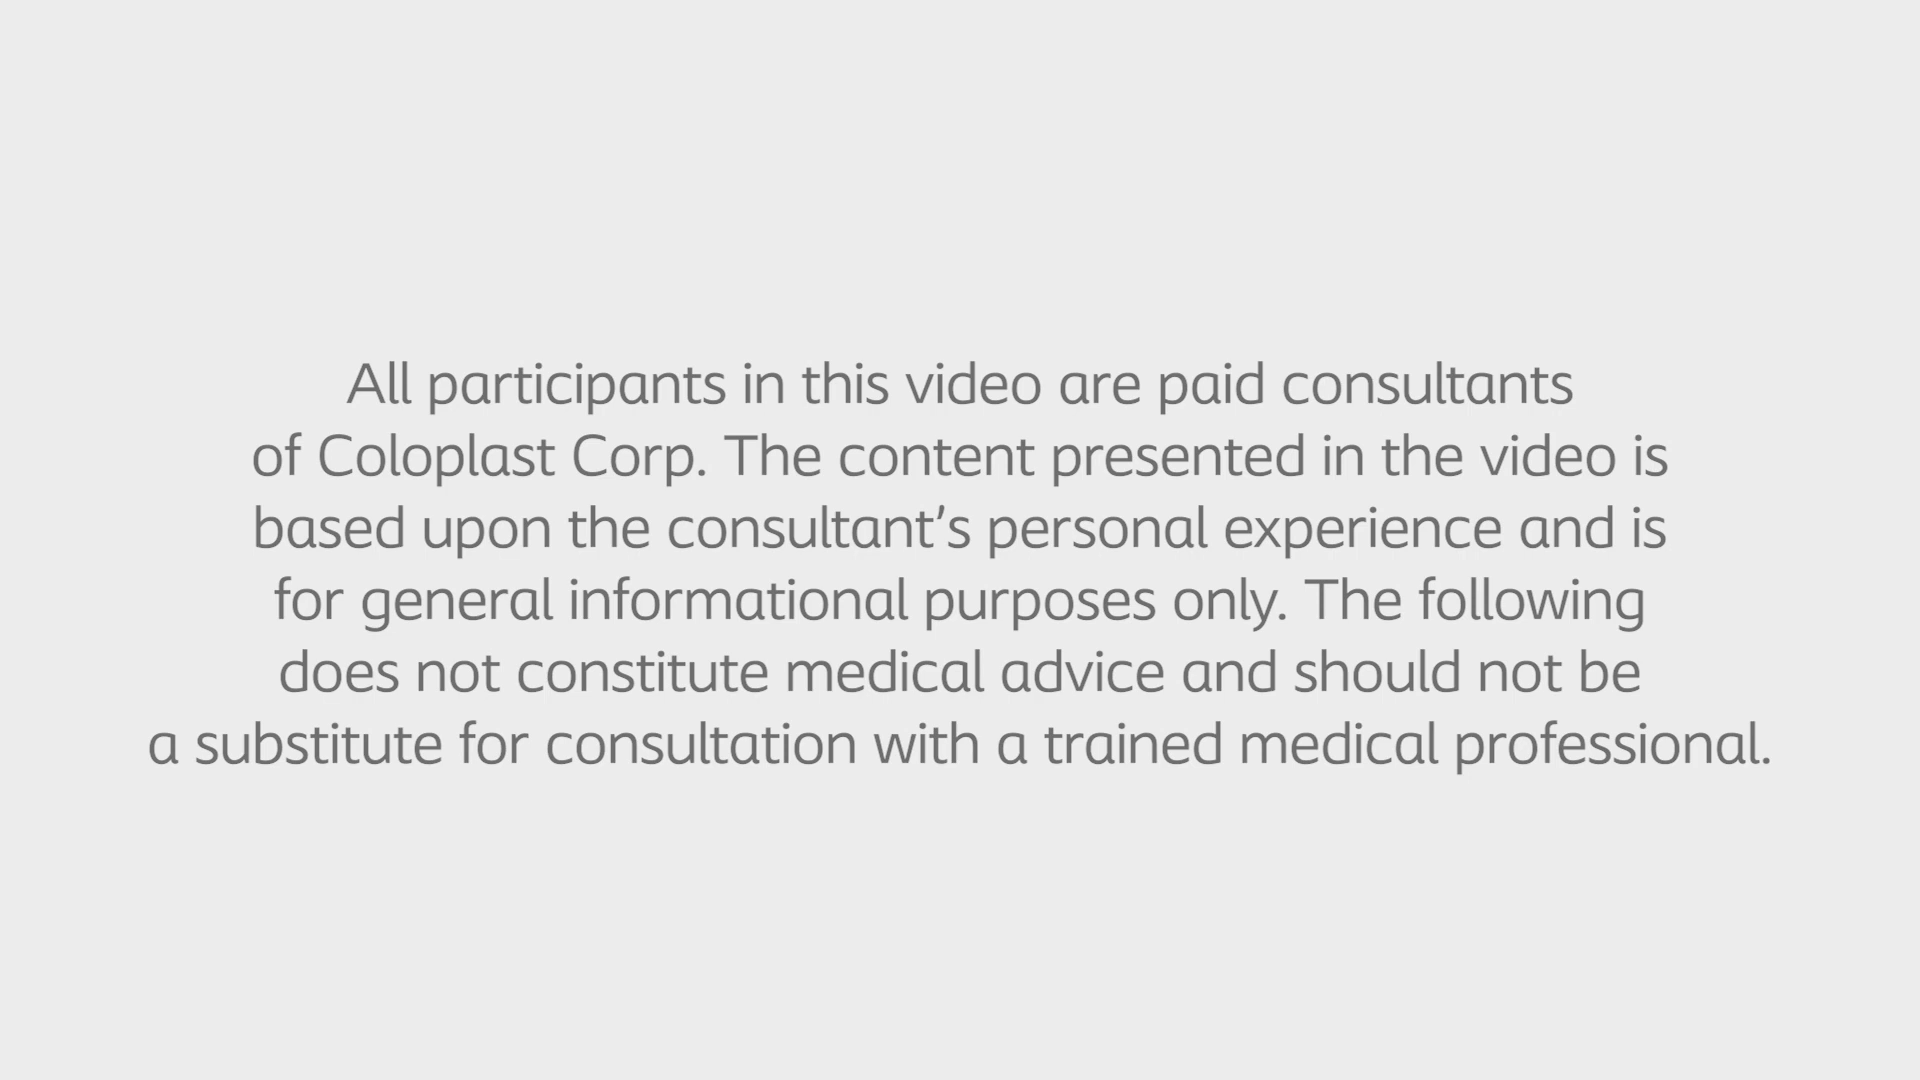 All participants in this video are paid consultants
of Coloplast Corp. The content presented in the video is
based upon the consultant’s personal experience and is
for general informational purposes only. The following
does not constitute medical advice and should not be
a substitute for consultation with a trained medical professional.